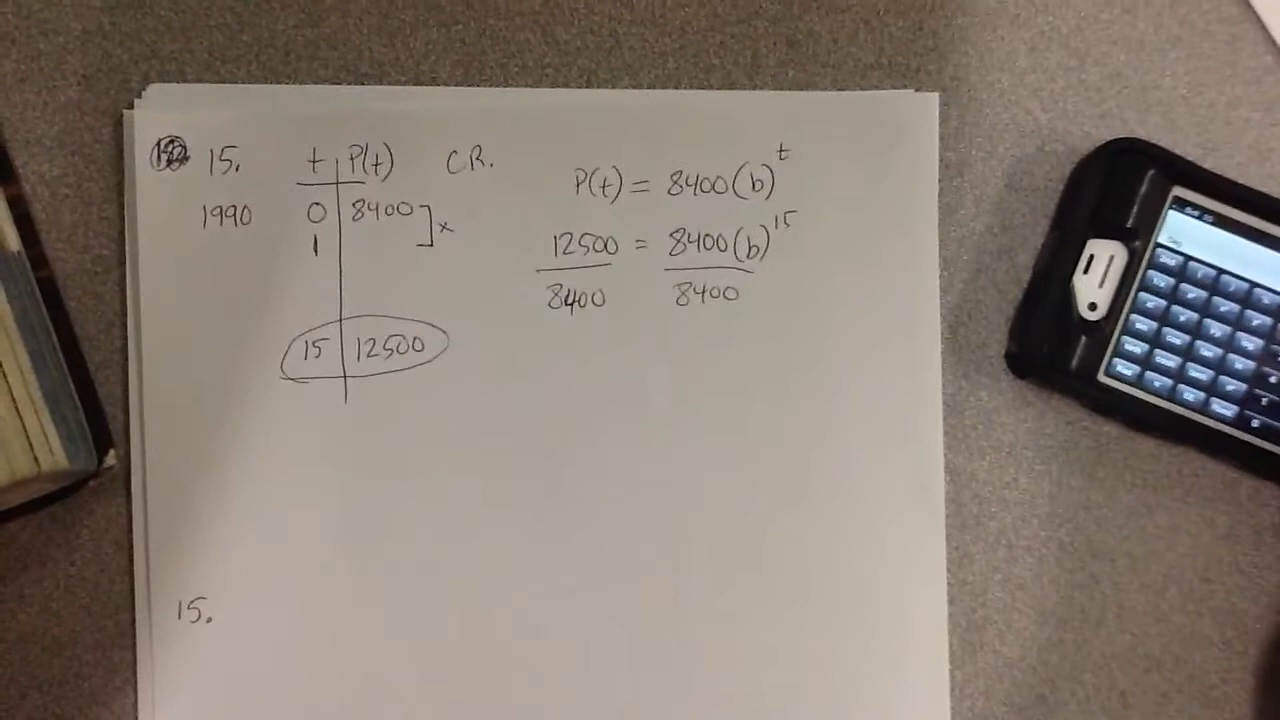 15. t P(t) C.R.
1990 0 8400 x
1
15 12500
P(t) = 8400(b)^t
12500 = 8400(b)^15
8400 8400
15.